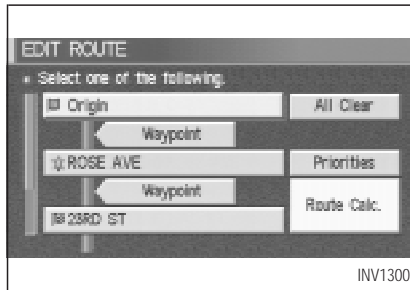 EDIT ROUTE
Select one of the following.
Origin
All Clear
Waypoint
ROSE AVE
Priorities
Waypoint
Route Calc.
23RD ST
INV1300